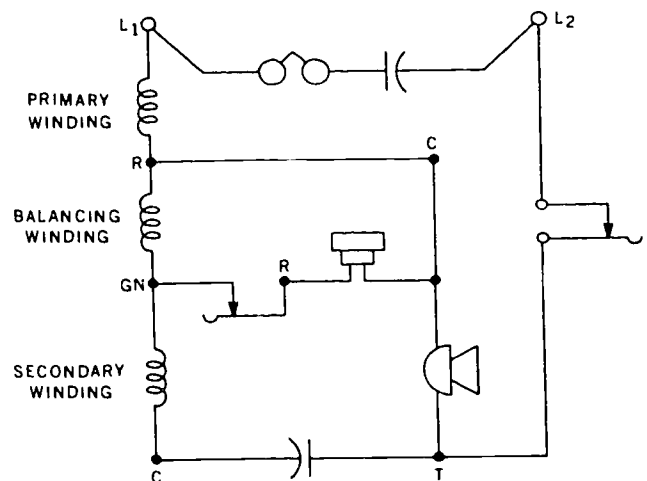 L1 L2
PRIMARY
WINDING
R C
BALANCING
WINDING
R
GN
SECONDARY
WINDING
C T